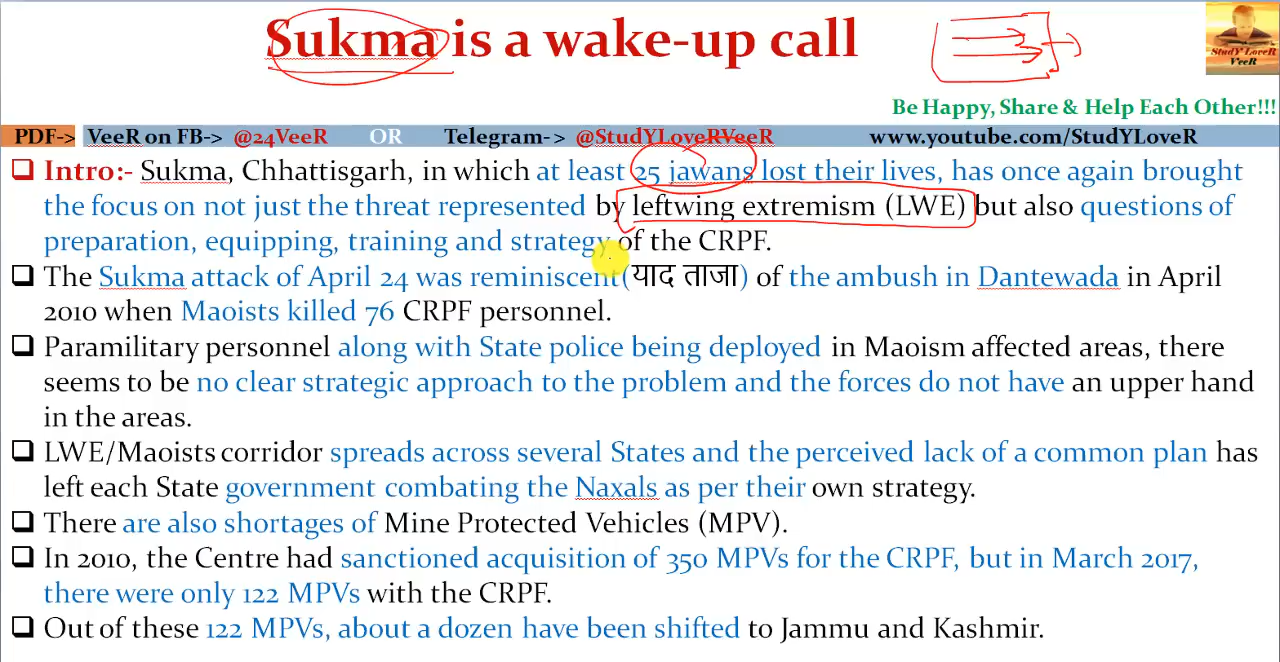 Sukma is a wake-up call
StudY LoveR
VeeR
Be Happy, Share & Help Each Other!!!
PDF-> VeeR on FB-> @24VeeR OR Telegram-> @StudYLoveRVeeR www.youtube.com/StudYLoveR
❑ Intro:- Sukma, Chhattisgarh, in which at least 25 jawans lost their lives, has once again brought
the focus on not just the threat represented by leftwing extremism (LWE) but also questions of
preparation, equipping, training and strategy of the CRPF.
❑ The Sukma attack of April 24 was reminiscent(याद ताजा) of the ambush in Dantewada in April
2010 when Maoists killed 76 CRPF personnel.
❑ Paramilitary personnel along with State police being deployed in Maoism affected areas, there
seems to be no clear strategic approach to the problem and the forces do not have an upper hand
in the areas.
❑ LWE/Maoists corridor spreads across several States and the perceived lack of a common plan has
left each State government combating the Naxals as per their own strategy.
❑ There are also shortages of Mine Protected Vehicles (MPV).
❑ In 2010, the Centre had sanctioned acquisition of 350 MPVs for the CRPF, but in March 2017,
there were only 122 MPVs with the CRPF.
❑ Out of these 122 MPVs, about a dozen have been shifted to Jammu and Kashmir.